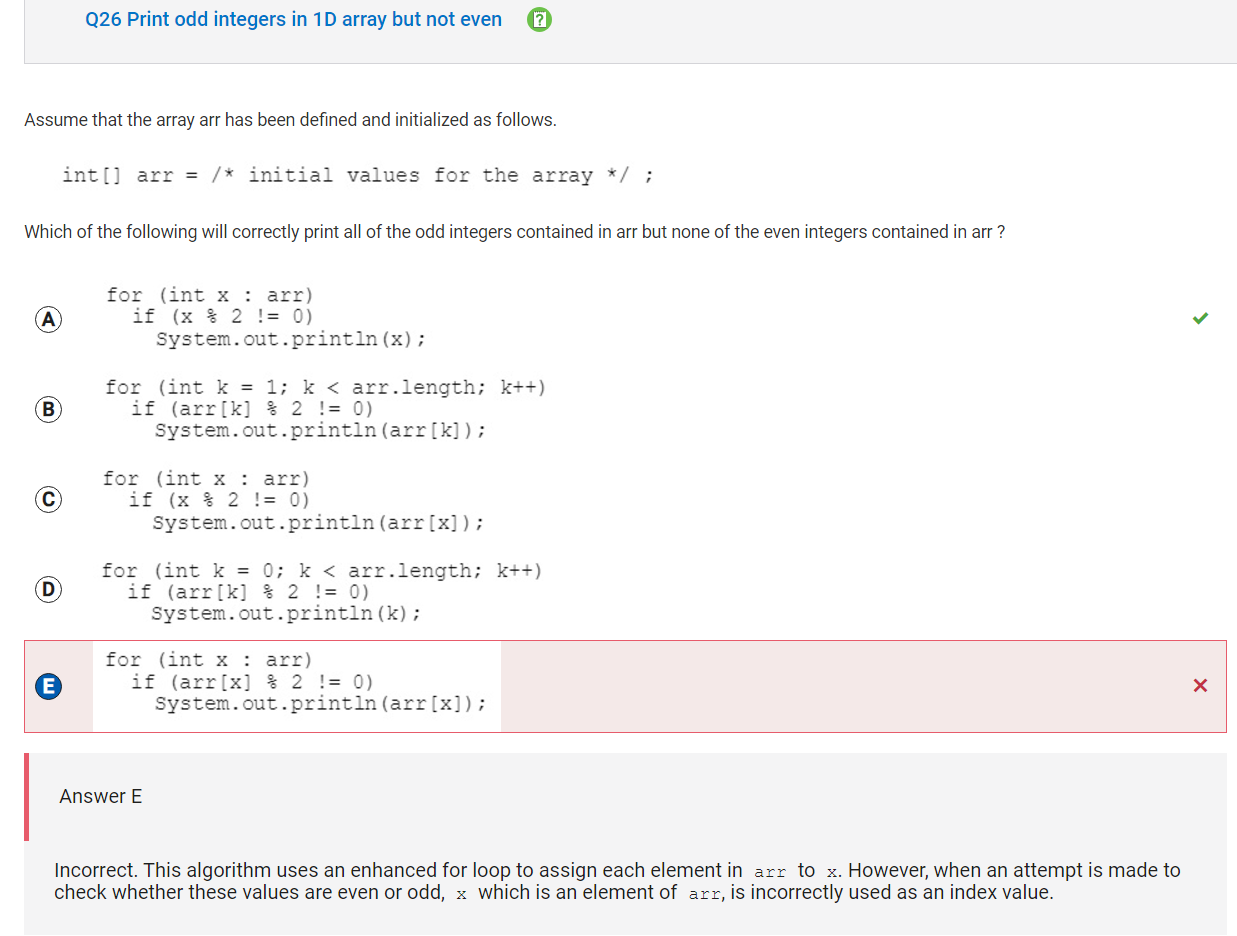 Q26 Print odd integers in 1D array but not even
Assume that the array arr has been defined and initialized as follows.
int[] arr = /* initial values for the array */ ;
Which of the following will correctly print all of the odd integers contained in arr but none of the even integers contained in arr ?
A
for (int x : arr)
if (x % 2 != 0)
System.out.println(x);
B
for (int k = 1; k < arr.length; k++)
if (arr[k] % 2 != 0)
System.out.println(arr[k]);
C
for (int x : arr)
if (x % 2 != 0)
System.out.println(arr[x]);
D
for (int k = 0; k < arr.length; k++)
if (arr[k] % 2 != 0)
System.out.println(k);
E
for (int x : arr)
if (arr[x] % 2 != 0)
System.out.println(arr[x]);
Answer E
Incorrect. This algorithm uses an enhanced for loop to assign each element in arr to x. However, when an attempt is made to
check whether these values are even or odd, x which is an element of arr, is incorrectly used as an index value.